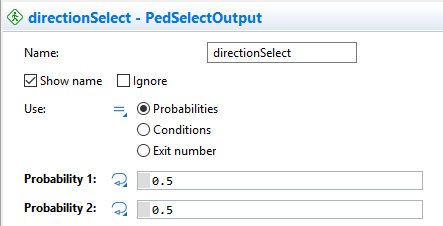 directionSelect - PedSelectOutput
Name: directionSelect
Show name Ignore
Use: = Probabilities
Conditions
Exit number
Probability 1: 0.5
Probability 2: 0.5